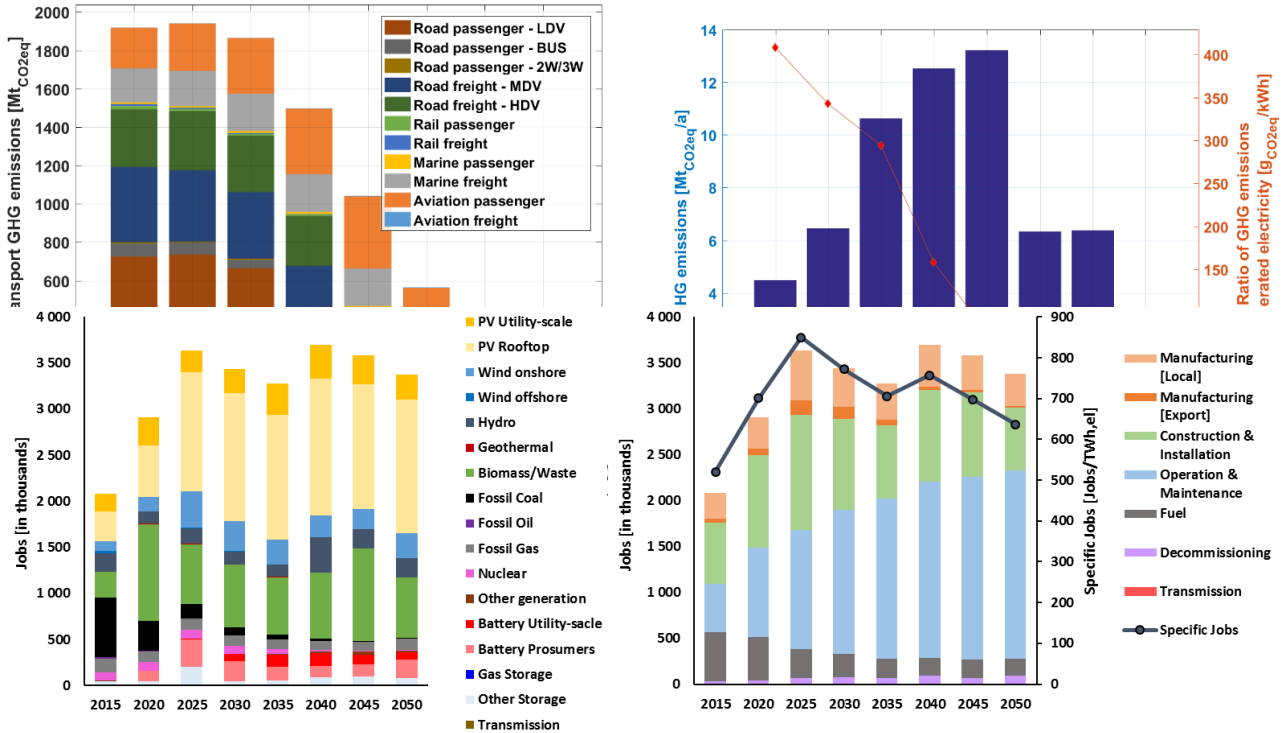 2000
1800
1600
1400
1200
1000
800
600
ansport GHG emissions [MtCO2eq]
Road passenger - LDV
Road passenger - BUS
Road passenger - 2W/3W
Road freight - MDV
Road freight - HDV
Rail passenger
Rail freight
Marine passenger
Marine freight
Aviation passenger
Aviation freight
14
12
10
8
6
4
HG emissions [MtCO2eq/a]
400
350
300
250
200
150
Ratio of GHG emissions
erated electricity [gCO2eq/kWh]
4 000
3 500
3 000
2 500
2 000
1 500
1 000
500
0
Jobs [in thousands]
2015 2020 2025 2030 2035 2040 2045 2050
PV Utility-scale
PV Rooftop
Wind onshore
Wind offshore
Hydro
Geothermal
Biomass/Waste
Fossil Coal
Fossil Oil
Fossil Gas
Nuclear
Other generation
Battery Utility-sacle
Battery Prosumers
Gas Storage
Other Storage
Transmission
4 000
3 500
3 000
2 500
2 000
1 500
1 000
500
0
Jobs [in thousands]
2015 2020 2025 2030 2035 2040 2045 2050
900
800
700
600
500
400
300
200
100
0
Specific Jobs [Jobs/TWh,el]
Manufacturing
[Local]
Manufacturing
[Export]
Construction &
Installation
Operation &
Maintenance
Fuel
Decommissioning
Transmission
Specific Jobs